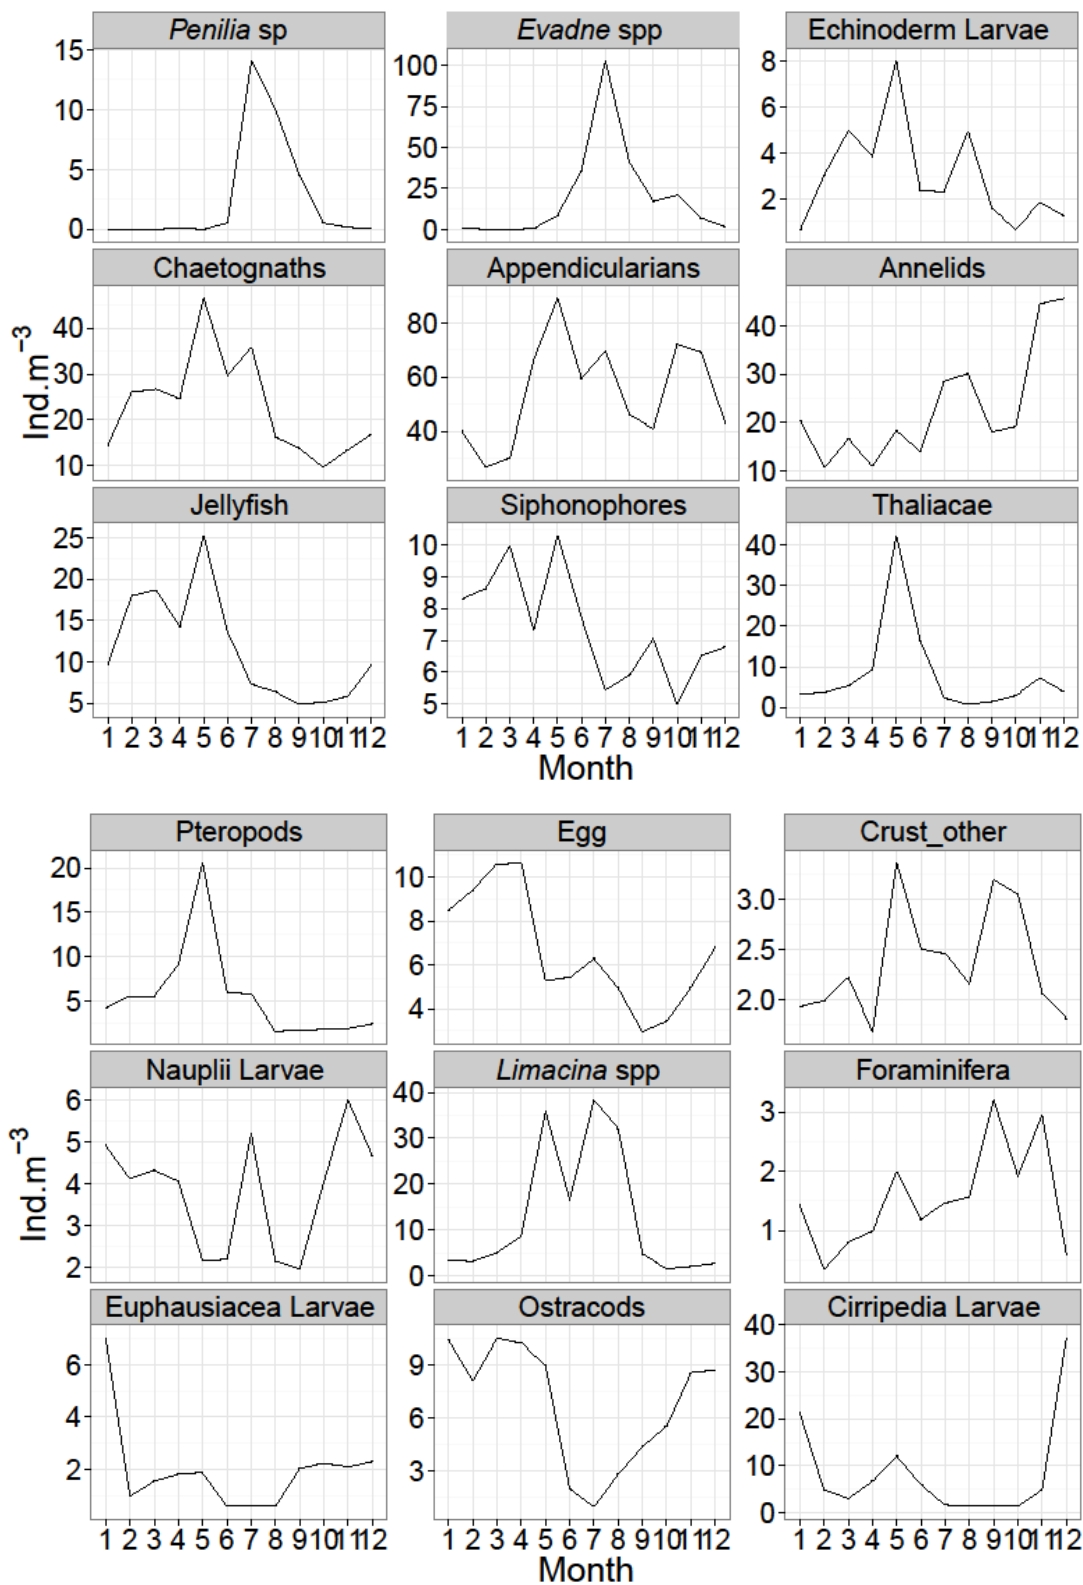 Penilia sp Evadne spp Echinoderm Larvae
15 10 5 0
100 75 50 25 0
8 6 4 2
Chaetognaths Appendicularians Annelids
40 30 20 10
80 60 40
40 30 20 10
Jellyfish Siphonophores Thaliacae
25 20 15 10 5
10 9 8 7 6 5
40 30 20 10 0
Ind.m−3
1 2 3 4 5 6 7 8 9 10 11 12 1 2 3 4 5 6 7 8 9 10 11 12 1 2 3 4 5 6 7 8 9 10 11 12
Month
Pteropods Egg Crust_other
20 15 10 5
10 8 6 4
3.0 2.5 2.0
Nauplii Larvae Limacina spp Foraminifera
6 5 4 3 2
40 30 20 10 0
3 2 1
Euphausiacea Larvae Ostracods Cirripedia Larvae
6 4 2
9 6 3
40 30 20 10 0
Ind.m−3
1 2 3 4 5 6 7 8 9 10 11 12 1 2 3 4 5 6 7 8 9 10 11 12 1 2 3 4 5 6 7 8 9 10 11 12
Month